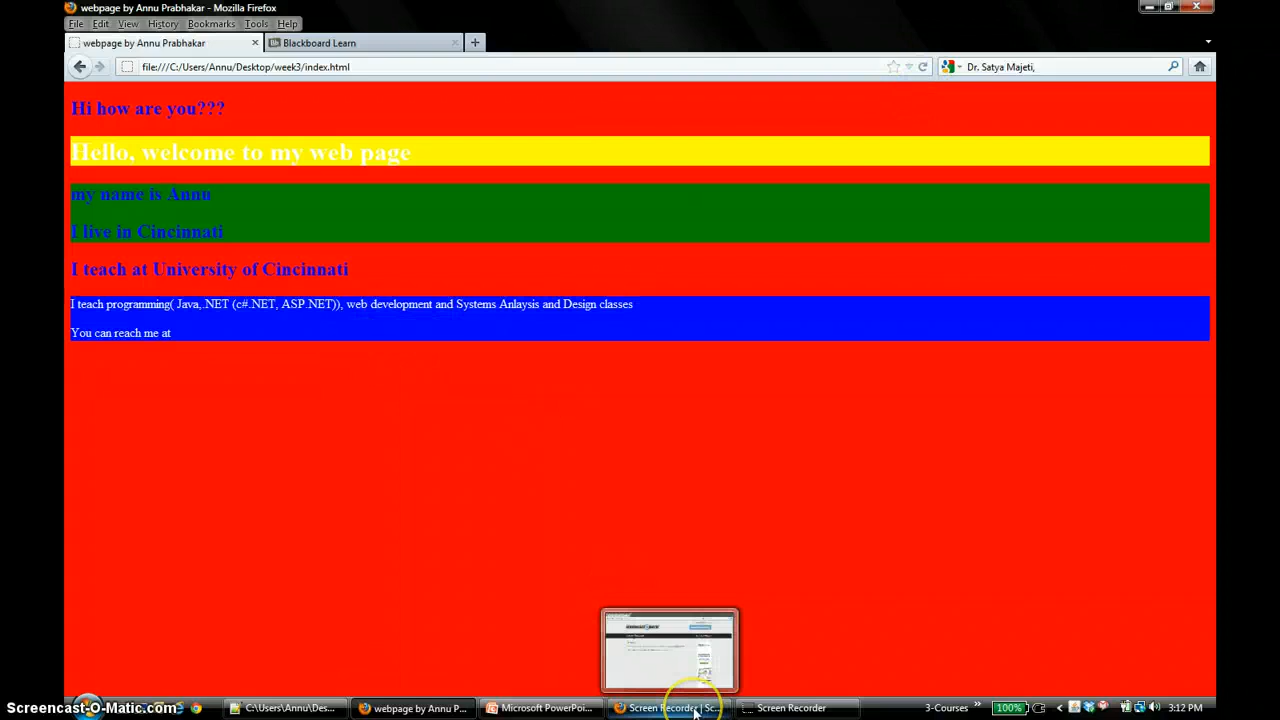 webpage by Annu Prabhakar - Mozilla Firefox
File Edit View History Bookmarks Tools Help
webpage by Annu Prabhakar Bb Blackboard Learn
file:///C:/Users/Annu/Desktop/week3/index.html Dr. Satya Majeti,
Hi how are you???
Hello, welcome to my web page
my name is Annu
I live in Cincinnati
I teach at University of Cincinnati
I teach programming( Java,.NET (c#.NET, ASP.NET)), web development and Systems Anlaysis and Design classes
You can reach me at
Screencast-O-Matic.com C:\Users\Annu\Des... webpage by Annu P... Microsoft PowerPoi... Screen Recorder | Sc... Screen Recorder 3-Courses 100% 3:12 PM